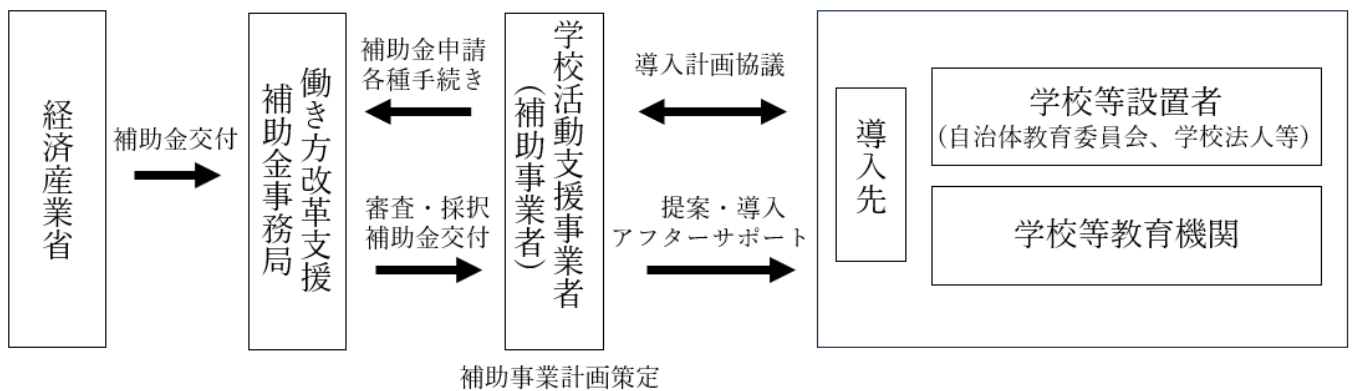 経済産業省
補助金交付
働き方改革支援
補助金事務局
補助金申請
各種手続き
審査・採択
補助金交付
学校活動支援事業者
(補助事業者)
導入計画協議
提案・導入
アフターサポート
導入先
学校等設置者
(自治体教育委員会、学校法人等)
学校等教育機関
補助事業計画策定